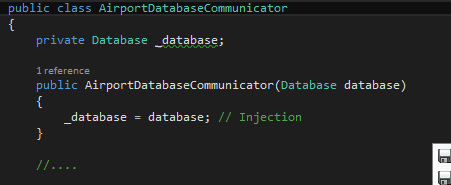 public class AirportDatabaseCommunicator
{
private Database _database;
1 reference
public AirportDatabaseCommunicator(Database database)
{
_database = database; // Injection
}
//....